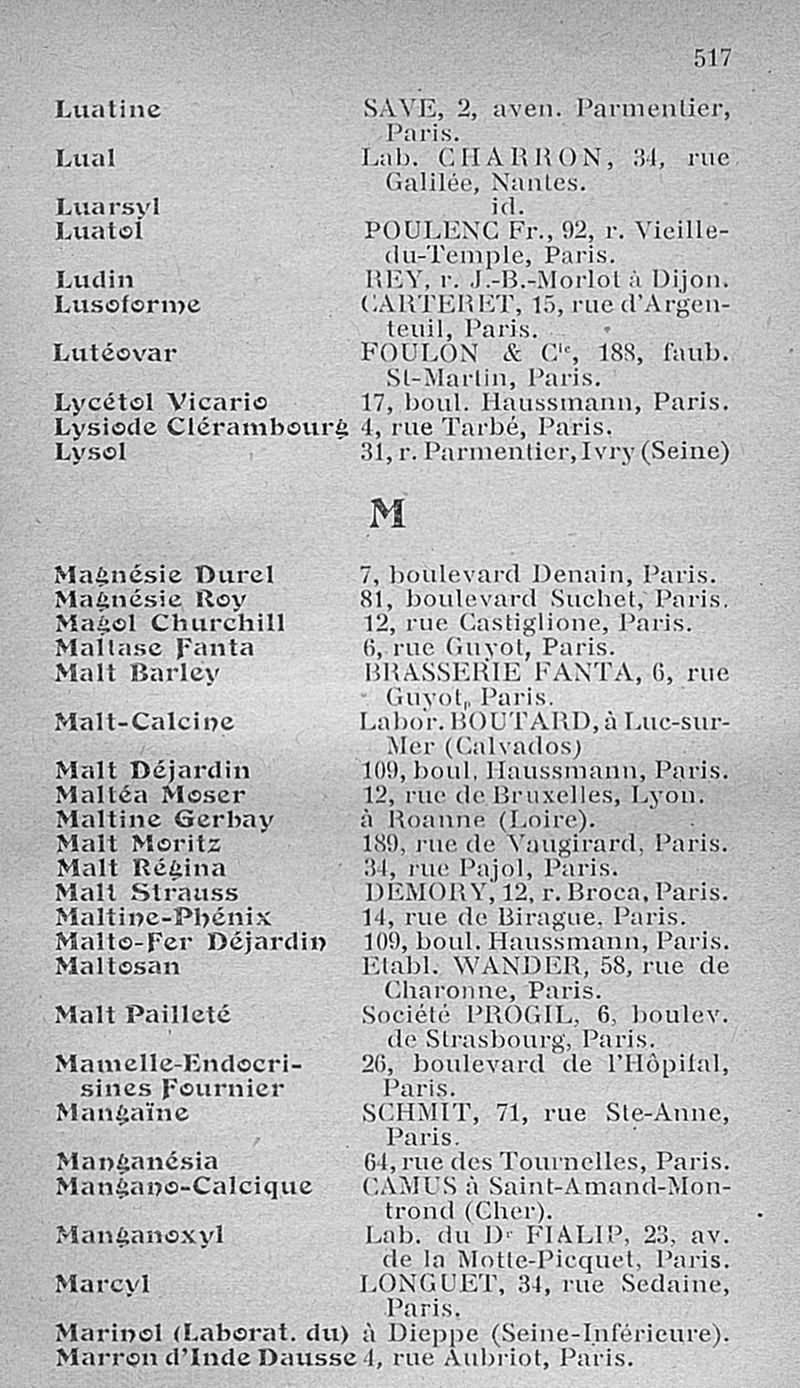 517
Luatine SAVE, 2, aven. Parmentier,
Paris.
Lual Lab. CHARRON, 34, rue
Galilée, Nantes.
Luarsyl id.
Luatol POULENC Fr., 92, r. Vieille-
du-Temple, Paris.
Ludin REY, r. J.-B.-Morlot à Dijon.
Lusoforme CARTERET, 15, rue d'Argen-
teuil, Paris.
Lutéovar FOULON & Cie, 188, faub.
St-Martin, Paris.
Lycétol Vicario 17, boul. Haussmann, Paris.
Lysiode Clérambourg 4, rue Tarbé, Paris.
Lysol 31, r. Parmentier, Ivry (Seine)
M
Magnésie Durel 7, boulevard Denain, Paris.
Magnésie Roy 81, boulevard Suchet, Paris.
Magol Churchill 12, rue Castiglione, Paris.
Maltase Fanta 6, rue Guyot, Paris.
Malt Barley BRASSERIE FANTA, 6, rue
Guyot, Paris.
Malt-Calcine Labor. BOUTARD, à Luc-sur-
Mer (Calvados)
Malt Déjardin 109, boul. Haussmann, Paris.
Maltéa Moser 12, rue de Bruxelles, Lyon.
Maltine Gerbay à Roanne (Loire).
Malt Moritz 189, rue de Vaugirard, Paris.
Malt Régina 34, rue Pajol, Paris.
Malt Strauss DEMORY, 12, r. Broca, Paris.
Maltine-Phénix 14, rue de Birague, Paris.
Malto-Fer Déjardin 109, boul. Haussmann, Paris.
Maltosan Etabl. WANDER, 58, rue de
Charonne, Paris.
Malt Pailleté Société PROGIL, 6, boulev.
de Strasbourg, Paris.
Mamelle-Endocri- 26, boulevard de l'Hôpital,
sines Fournier Paris.
Mangaïne SCHMIT, 71, rue Ste-Anne,
Paris.
Manganésia 64, rue des Tournelles, Paris.
Mangano-Calcique CAMUS à Saint-Amand-Mon-
trond (Cher).
Manganoxyl Lab. du Dr FIALIP, 23, av.
de la Motte-Picquet, Paris.
Marcyl LONGUET, 34, rue Sedaine,
Paris.
Marinol (Laborat. du) à Dieppe (Seine-Inférieure).
Marron d'Inde Dausse 4, rue Aubriot, Paris.